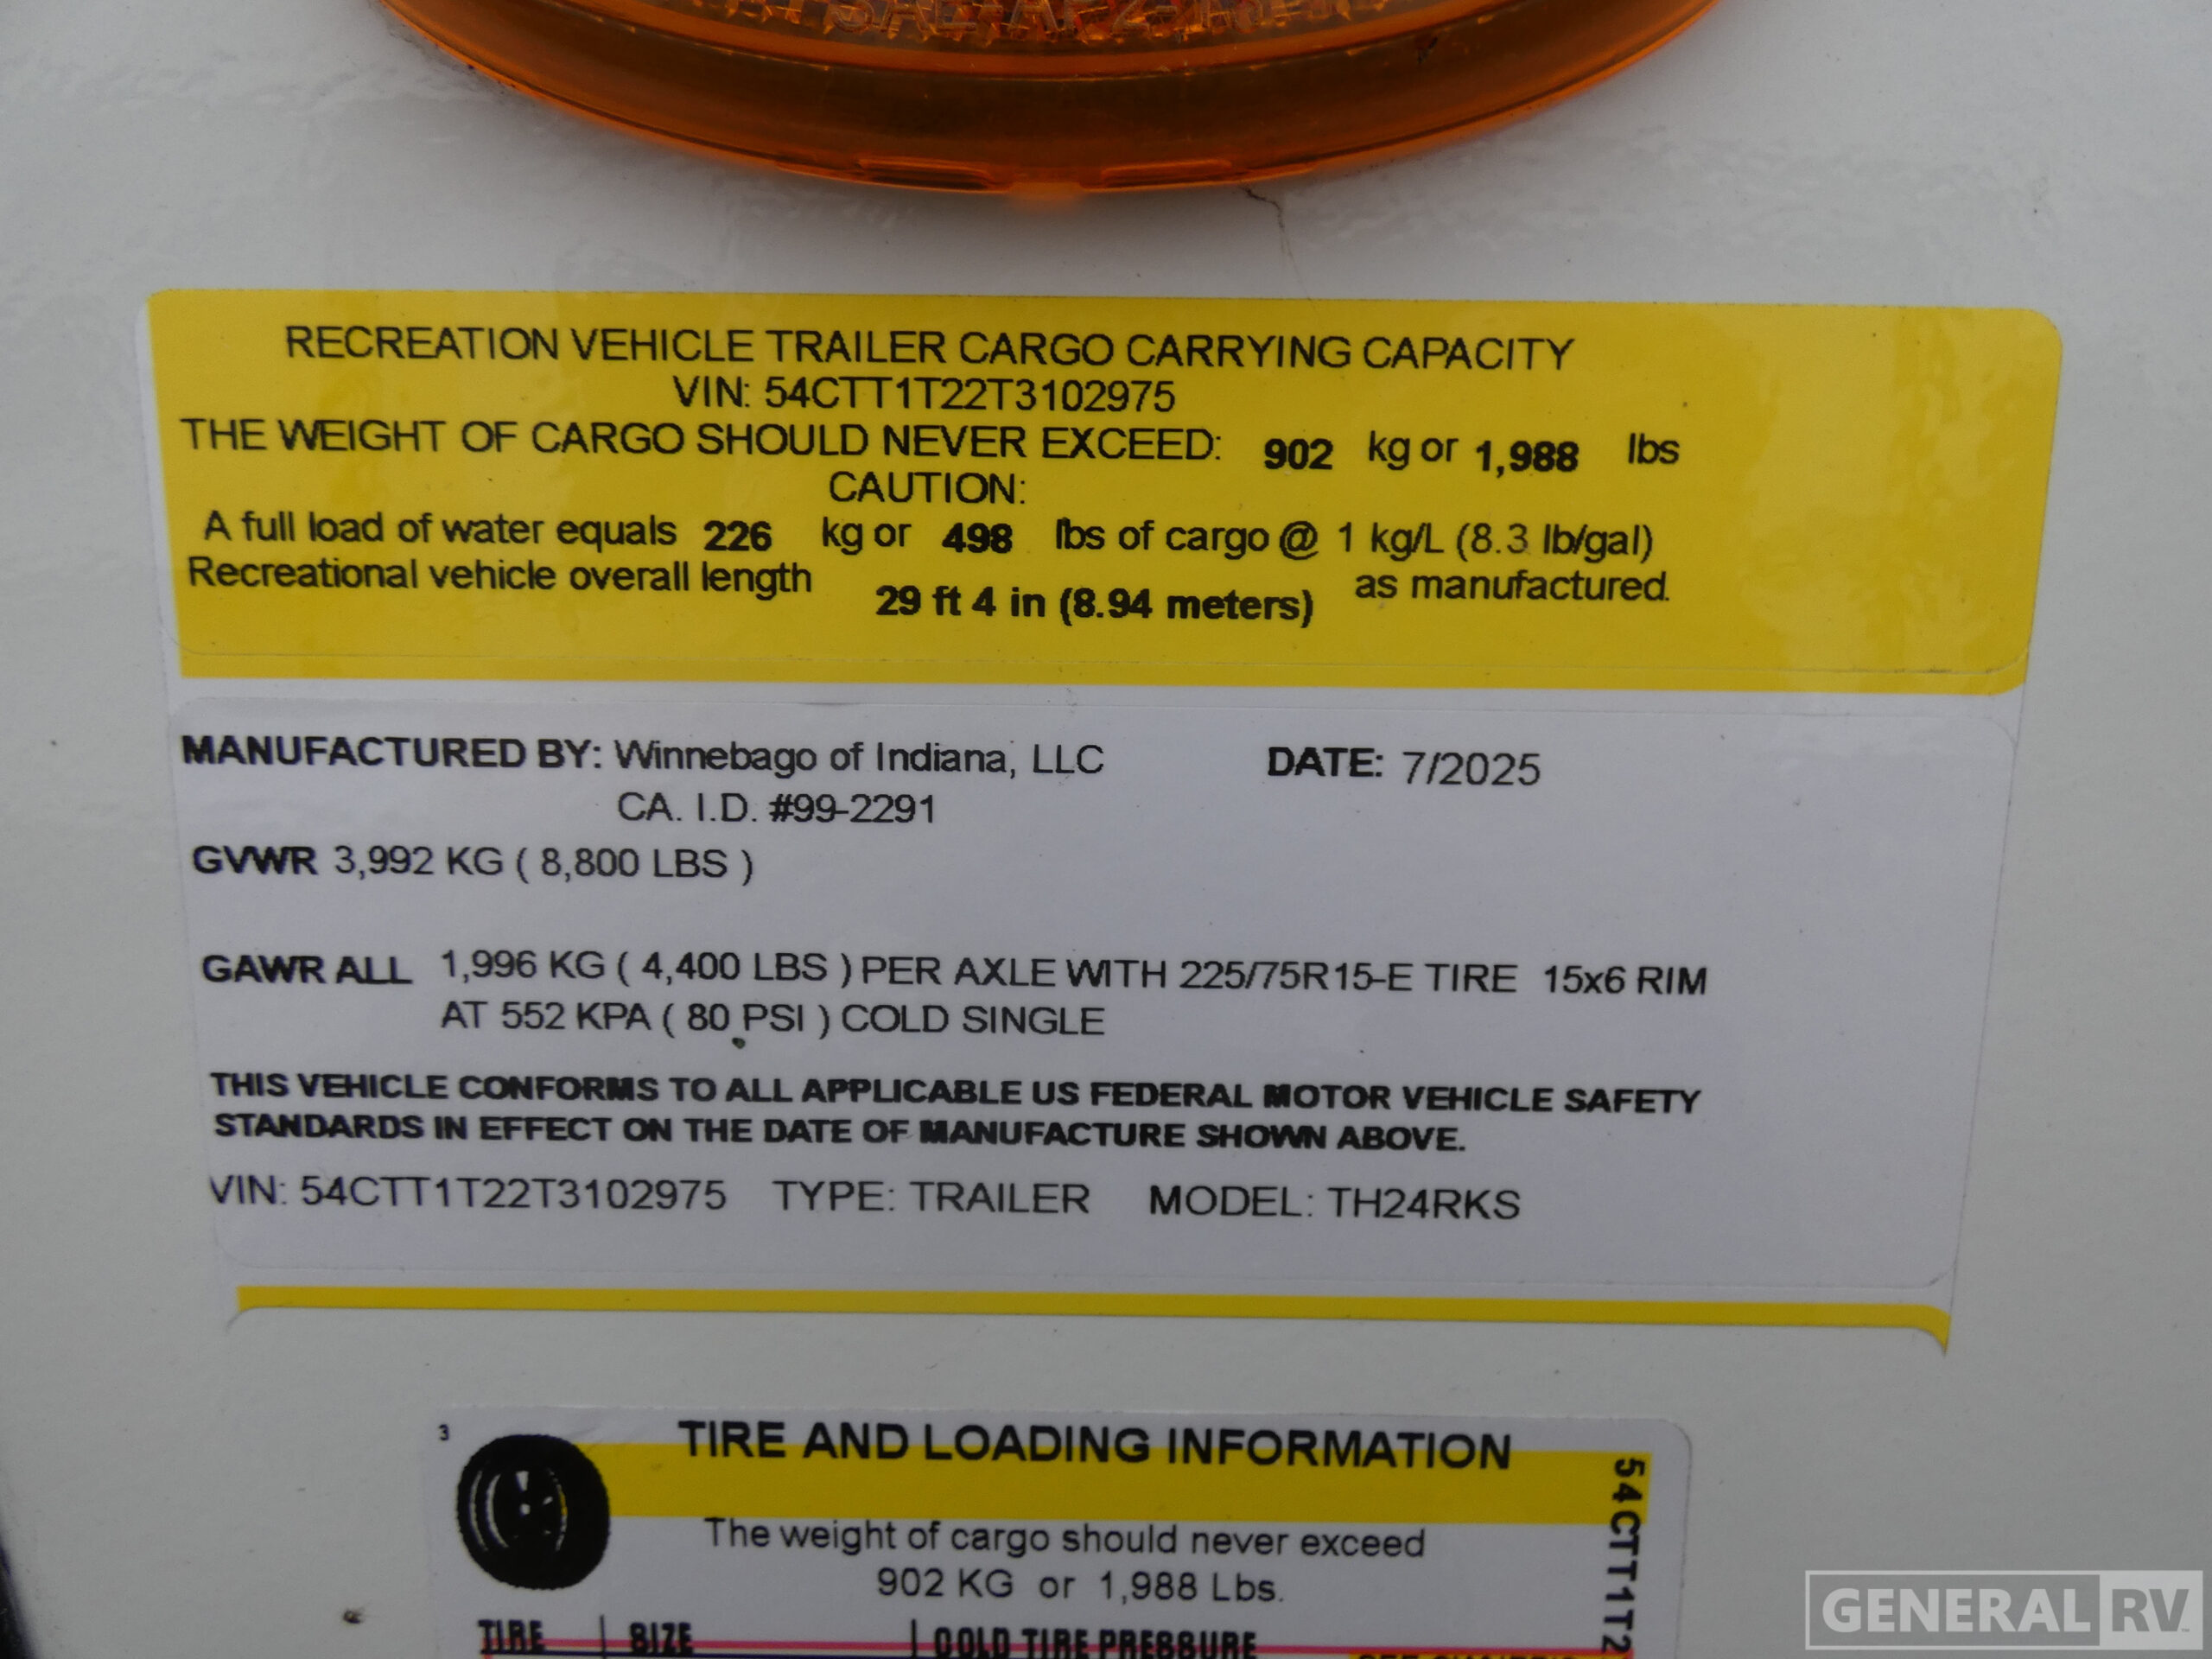 RECREATION VEHICLE TRAILER CARGO CARRYING CAPACITY
VIN: 54CTT1T22T3102975
THE WEIGHT OF CARGO SHOULD NEVER EXCEED: 902 kg or 1,988 lbs
CAUTION:
A full load of water equals 226 kg or 498 lbs of cargo @ 1 kg/L (8.3 lb/gal)
Recreational vehicle overall length 29 ft 4 in (8.94 meters) as manufactured.
MANUFACTURED BY: Winnebago of Indiana, LLC DATE: 7/2025
CA. I.D. #99-2291
GVWR 3,992 KG ( 8,800 LBS )
GAWR ALL 1,996 KG ( 4,400 LBS ) PER AXLE WITH 225/75R15-E TIRE 15x6 RIM
AT 552 KPA ( 80 PSI ) COLD SINGLE
THIS VEHICLE CONFORMS TO ALL APPLICABLE US FEDERAL MOTOR VEHICLE SAFETY
STANDARDS IN EFFECT ON THE DATE OF MANUFACTURE SHOWN ABOVE.
VIN: 54CTT1T22T3102975 TYPE: TRAILER MODEL: TH24RKS
3
TIRE AND LOADING INFORMATION
The weight of cargo should never exceed
902 KG or 1,988 Lbs.
TIRE SIZE COLD TIRE PRESSURE
54CTT1T2
GENERAL RV